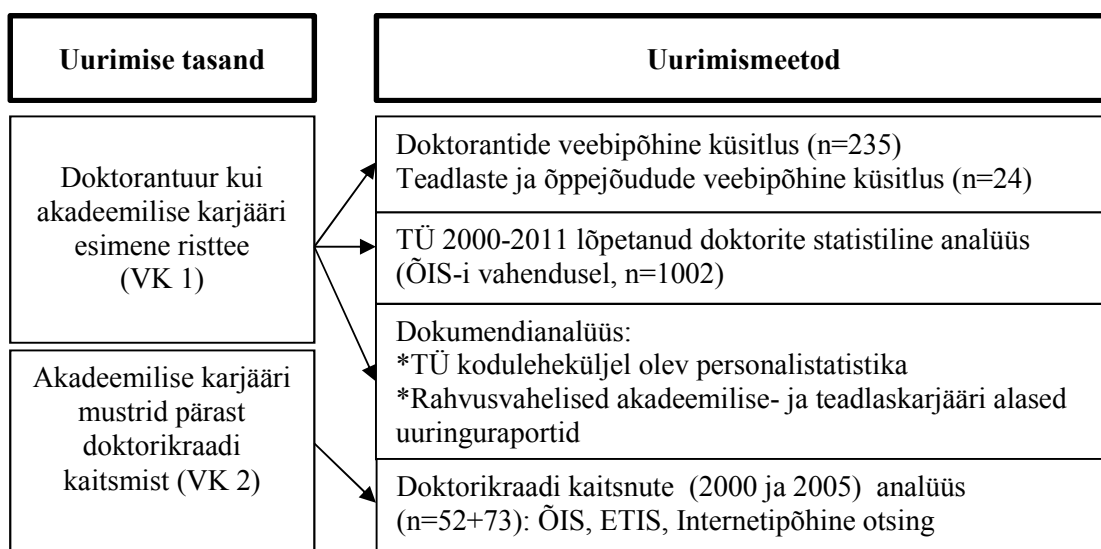 Uurimise tasand
Uurimismeetod
Doktorantuur kui
akadeemilise karjääri
esimene risttee
(VK 1)
Akadeemilise karjääri
mustrid pärast
doktorikraadi
kaitsmist (VK 2)
Doktorantide veebipõhine küsitlus (n=235)
Teadlaste ja õppejõudude veebipõhine küsitlus (n=24)
TÜ 2000-2011 lõpetanud doktorite statistiline analüüs
(ÕIS-i vahendusel, n=1002)
Dokumendianalüüs:
*TÜ koduleheküljel olev personalistatistika
*Rahvusvahelised akadeemilise- ja teadlaskarjääri alased
uuringuraportid
Doktorikraadi kaitsnute (2000 ja 2005) analüüs
(n=52+73): ÕIS, ETIS, Internetipõhine otsing